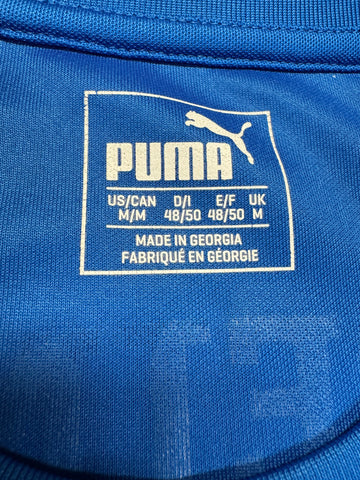 PUMA
US/CAN D/I E/F UK
M/M 48/50 48/50 M
MADE IN GEORGIA
FABRIQUÉ EN GÉORGIE